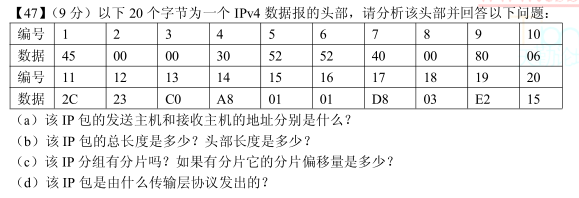 【47】(9 分) 以下 20 个字节为一个 IPv4 数据报的头部，请分析该头部并回答以下问题：
编号 1 2 3 4 5 6 7 8 9 10
数据 45 00 00 30 52 52 40 00 80 06
编号 11 12 13 14 15 16 17 18 19 20
数据 2C 23 C0 A8 01 01 D8 03 E2 15
（a）该 IP 包的发送主机和接收主机的地址分别是什么？
（b）该 IP 包的总长度是多少？头部长度是多少？
（c）该 IP 分组有分片吗？如果有分片它的分片偏移量是多少？
（d）该 IP 包是由什么传输层协议发出的？